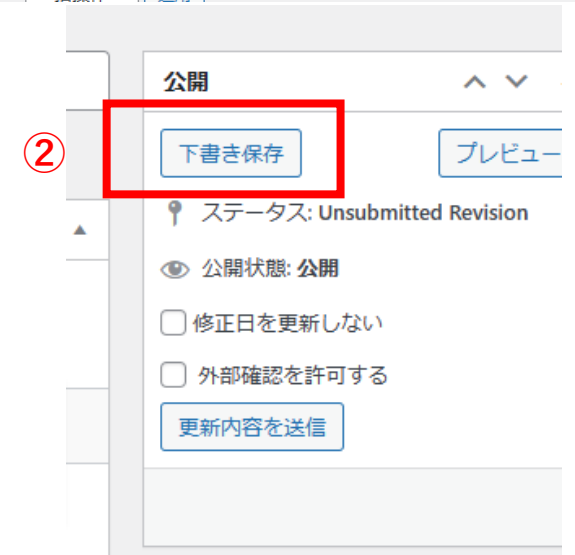 公開
②
下書き保存
プレビュー
ステータス: Unsubmitted Revision
公開状態: 公開
修正日を更新しない
外部確認を許可する
更新内容を送信